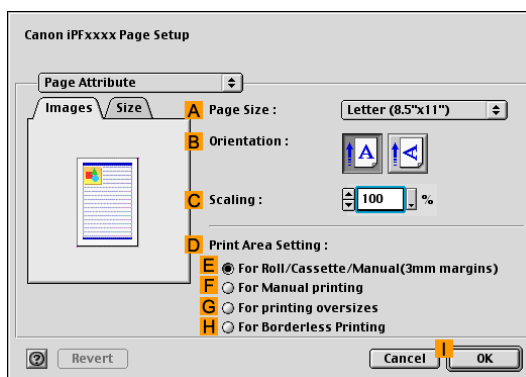 Canon iPFxxxx Page Setup
Page Attribute
Images Size
A Page Size : Letter (8.5"x11")
B Orientation : A A
C Scaling : 100 %
D Print Area Setting :
E For Roll/Cassette/Manual(3mm margins)
F For Manual printing
G For printing oversizes
H For Borderless Printing
? Revert Cancel I OK